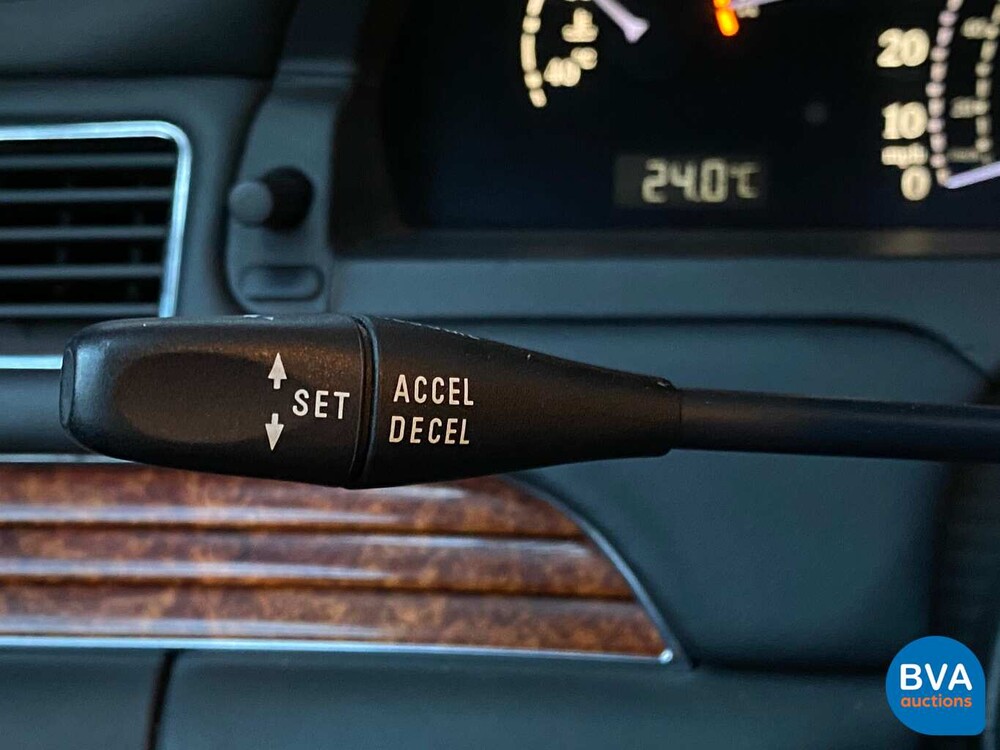 40 °C
20
10
mph
0
24.0°C
SET
ACCEL
DECEL
BVA
auctions